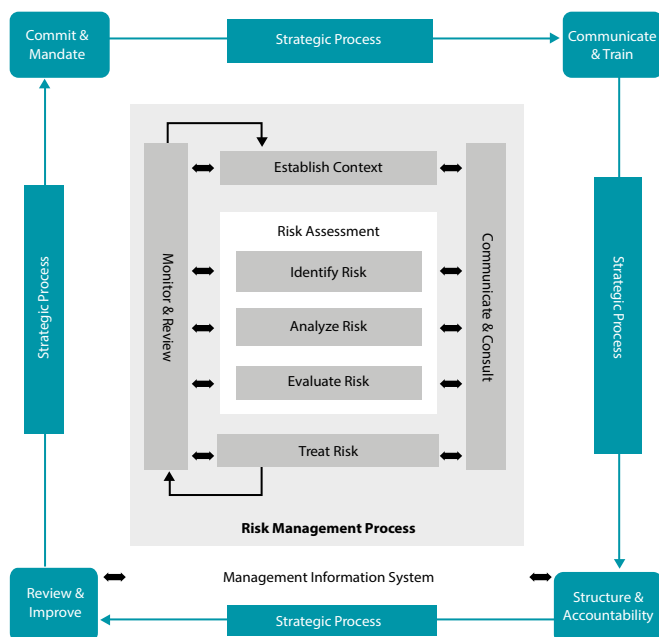 Commit &
Mandate
Strategic Process
Communicate
& Train
Establish Context
Risk Assessment
Identify Risk
Analyze Risk
Evaluate Risk
Treat Risk
Monitor & Review
Communicate & Consult
Strategic Process
Strategic Process
Risk Management Process
Management Information System
Review &
Improve
Strategic Process
Structure &
Accountability